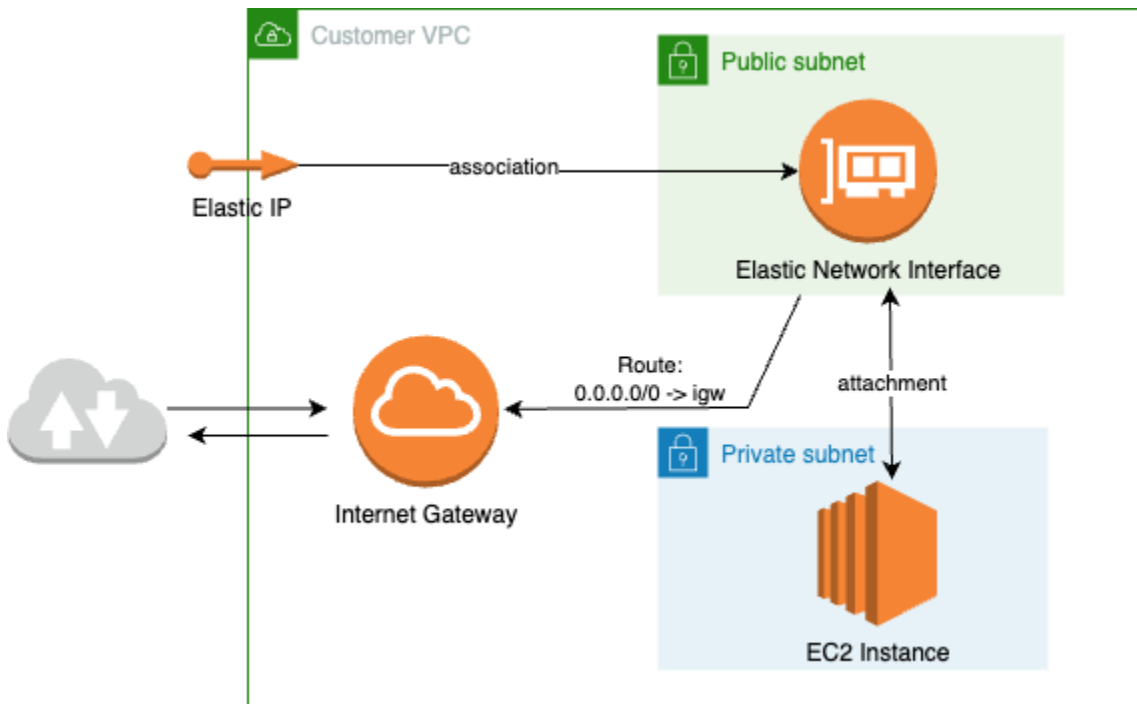 Customer VPC
Public subnet
association
Elastic IP
Elastic Network Interface
Route:
0.0.0.0/0 -> igw
attachment
Private subnet
Internet Gateway
EC2 Instance